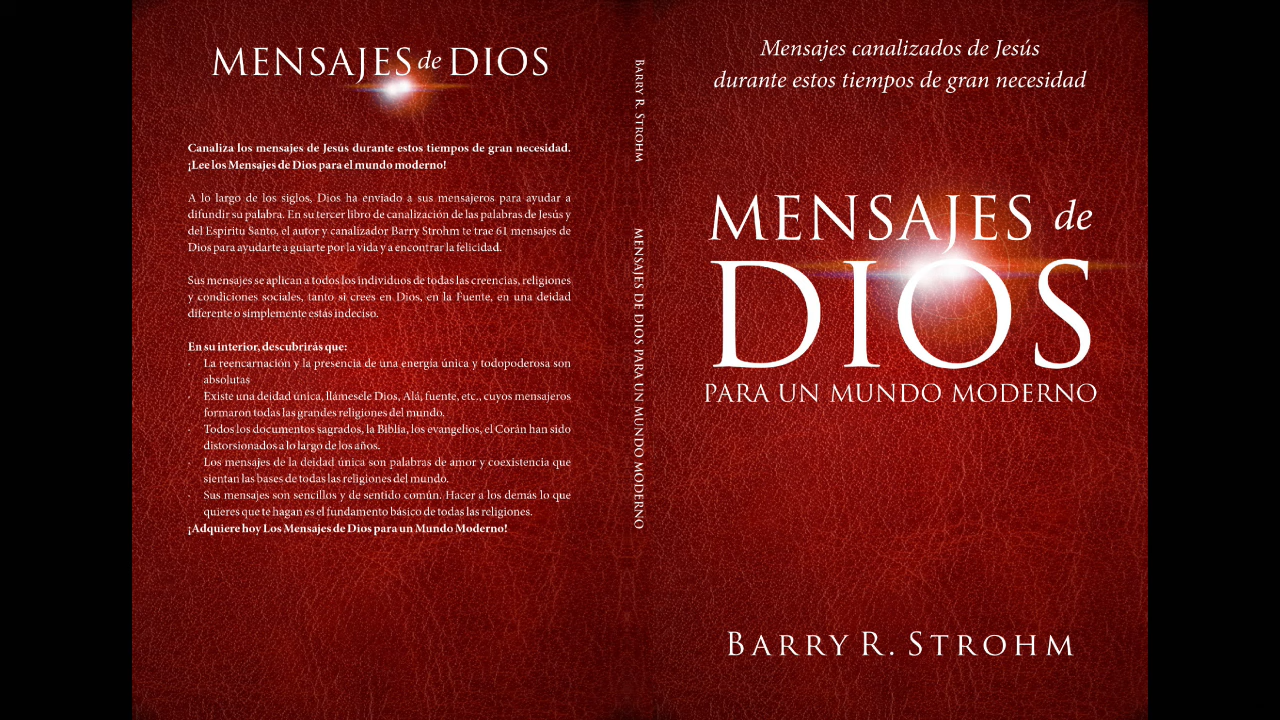 MENSAJES de DIOS
Canaliza los mensajes de Jesús durante estos tiempos de gran necesidad.
¡Lee los Mensajes de Dios para el mundo moderno!
A lo largo de los siglos, Dios ha enviado a sus mensajeros para ayudar a
difundir su palabra. En su tercer libro de canalización de las palabras de Jesús y
del Espíritu Santo, el autor y canalizador Barry Strohm te trae 61 mensajes de
Dios para ayudarte a guiarte por la vida y a encontrar la felicidad.
Sus mensajes se aplican a todos los individuos de todas las creencias, religiones
y condiciones sociales, tanto si crees en Dios, en la Fuente, en una deidad
diferente o simplemente estás indeciso.
En su interior, descubrirás que:
· La reencarnación y la presencia de una energía única y todopoderosa son
absolutas
· Existe una deidad única, llámesele Dios, Alá, fuente, etc., cuyos mensajeros
formaron todas las grandes religiones del mundo.
· Todos los documentos sagrados, la Biblia, los evangelios, el Corán han sido
distorsionados a lo largo de los años.
· Los mensajes de la deidad única son palabras de amor y coexistencia que
sientan las bases de todas las religiones del mundo.
· Sus mensajes son sencillos y de sentido común. Hacer a los demás lo que
quieres que te hagan es el fundamento básico de todas las religiones.
¡Adquiere hoy Los Mensajes de Dios para un Mundo Moderno!
BARRY R. STROHM
MENSAJES DE DIOS PARA UN MUNDO MODERNO
Mensajes canalizados de Jesús
durante estos tiempos de gran necesidad
MENSAJES de
DIOS
PARA UN MUNDO MODERNO
BARRY R. STROHM